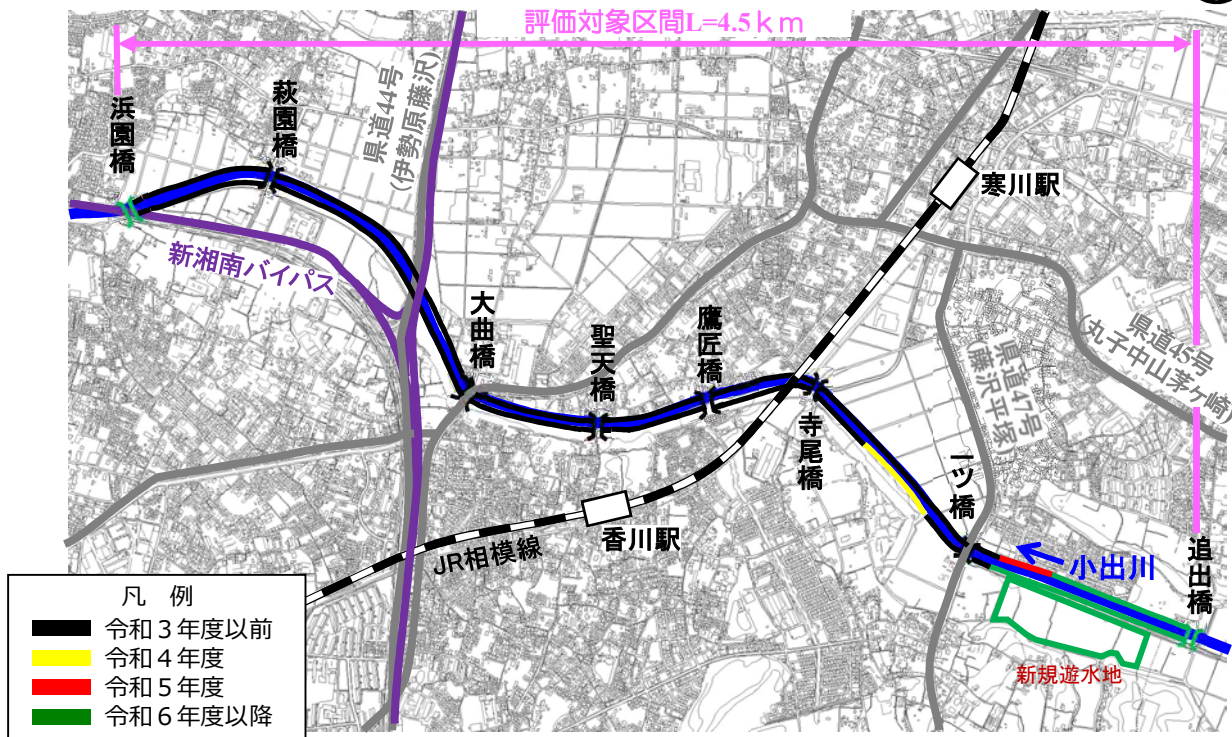 評価対象区間L=4.5km
浜園橋
萩園橋
県道44号
(伊勢原藤沢)
寒川駅
新湘南バイパス
大曲橋
聖天橋
鷹匠橋
県道45号
(丸子中山茅ヶ崎)
県道47号
(藤沢平塚)
寺尾橋
一ツ橋
香川駅
JR相模線
小出川
追出橋
新規遊水地
凡 例
令和3年度以前
令和4年度
令和5年度
令和6年度以降